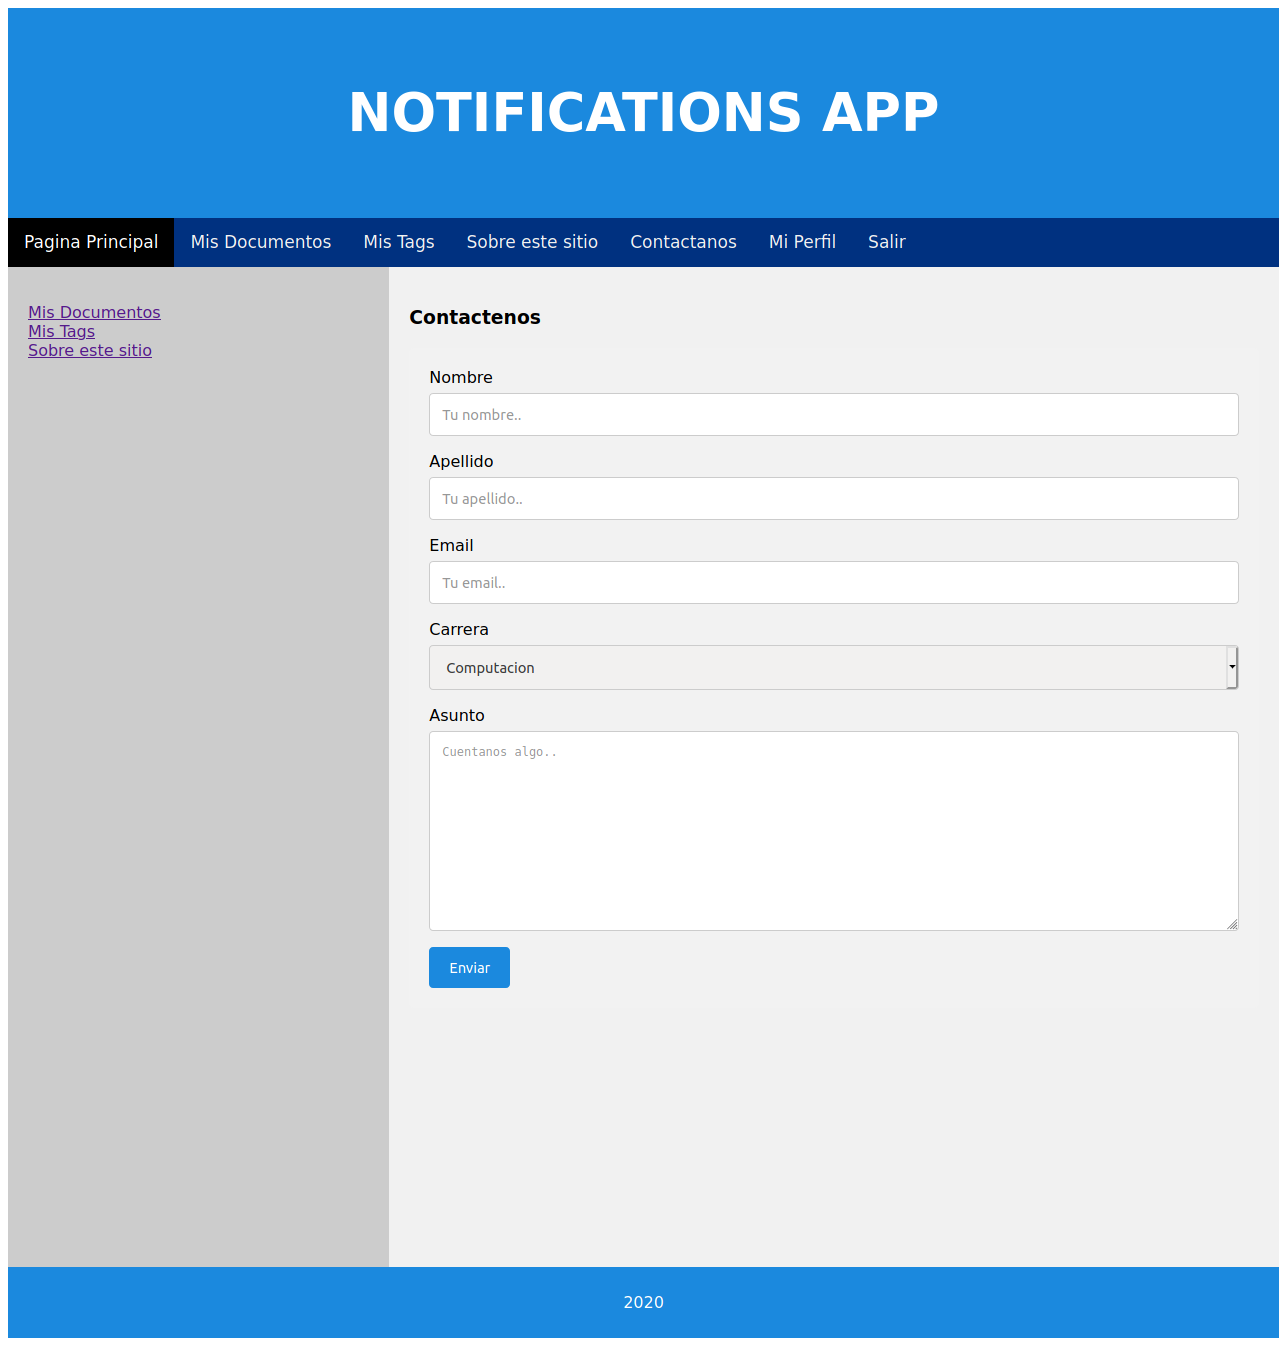 NOTIFICATIONS APP
Pagina Principal Mis Documentos Mis Tags Sobre este sitio Contactanos Mi Perfil Salir
Mis Documentos
Mis Tags
Sobre este sitio
Contactenos
Nombre
Tu nombre..
Apellido
Tu apellido..
Email
Tu email..
Carrera
Computacion
Asunto
Cuentanos algo..
Enviar
2020